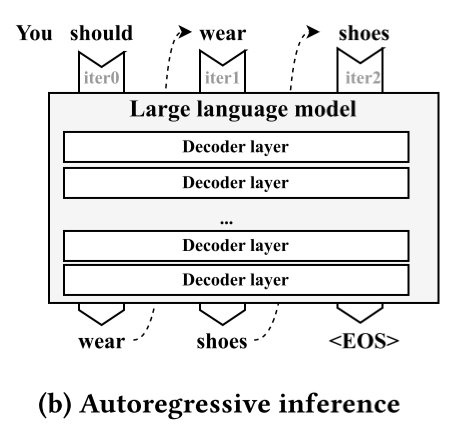 You should wear shoes
iter0 iter1 iter2
Large language model
Decoder layer
Decoder layer
...
Decoder layer
Decoder layer
wear shoes <EOS>
(b) Autoregressive inference